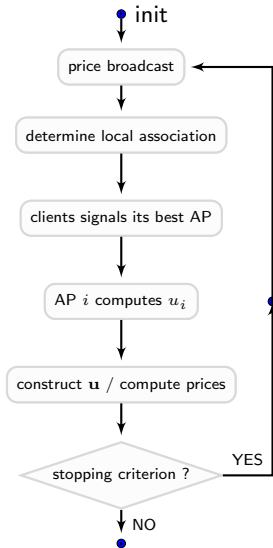 init
price broadcast
determine local association
clients signals its best AP
AP i computes u_i
construct u / compute prices
stopping criterion ?
YES
NO